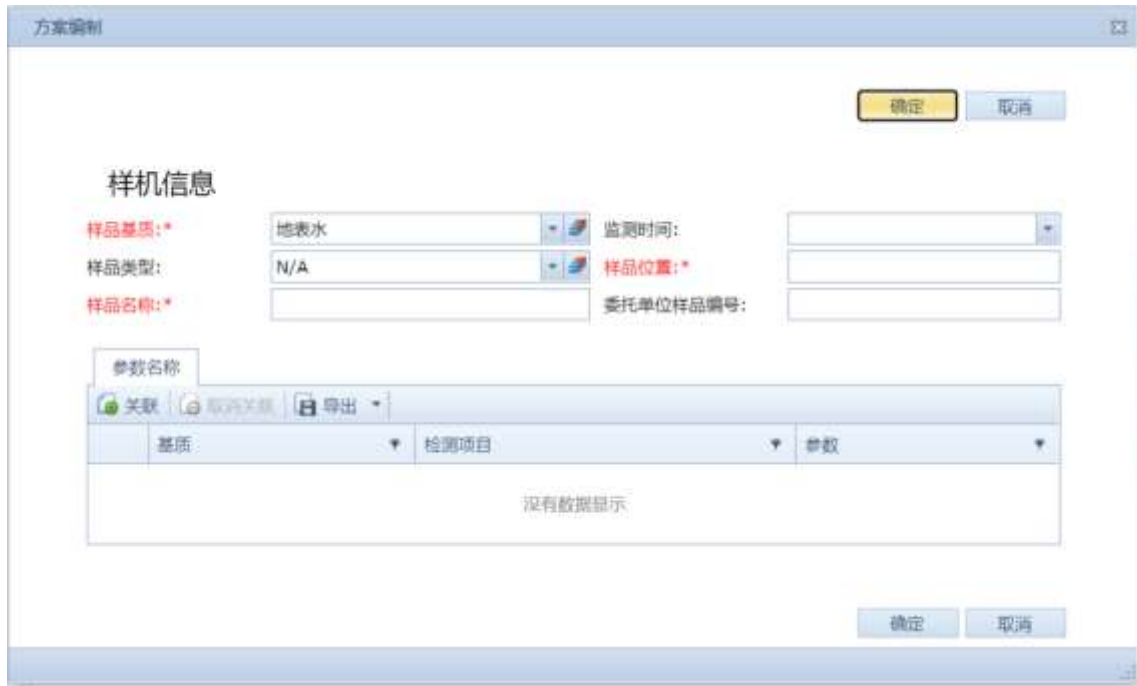 方案编制
确定 取消
样机信息
样品基质:* 地表水 监测时间:
样品类型: N/A 样品位置:*
样品名称:* 委托单位样品编号:
参数名称
关联 取消关联 导出
基质 检测项目 参数
没有数据显示
确定 取消